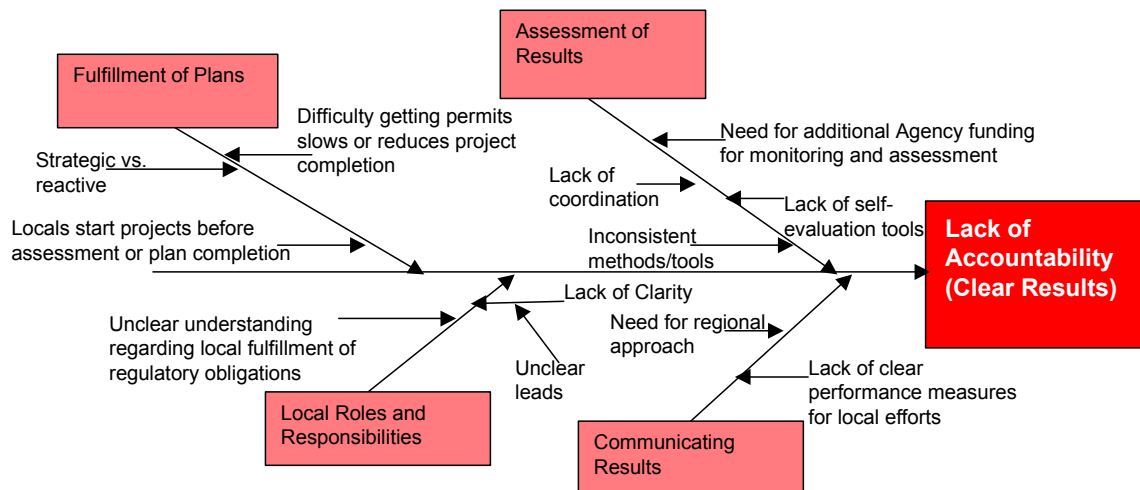 Assessment of
Results
Fulfillment of Plans
Difficulty getting permits
slows or reduces project
completion
Strategic vs.
reactive
Need for additional Agency funding
for monitoring and assessment
Lack of
coordination
Lack of self-
evaluation tools
Locals start projects before
assessment or plan completion
Inconsistent
methods/tools
Lack of
Accountability
(Clear Results)
Lack of Clarity
Unclear understanding
regarding local fulfillment of
regulatory obligations
Need for regional
approach
Unclear
leads
Lack of clear
performance measures
for local efforts
Local Roles and
Responsibilities
Communicating
Results